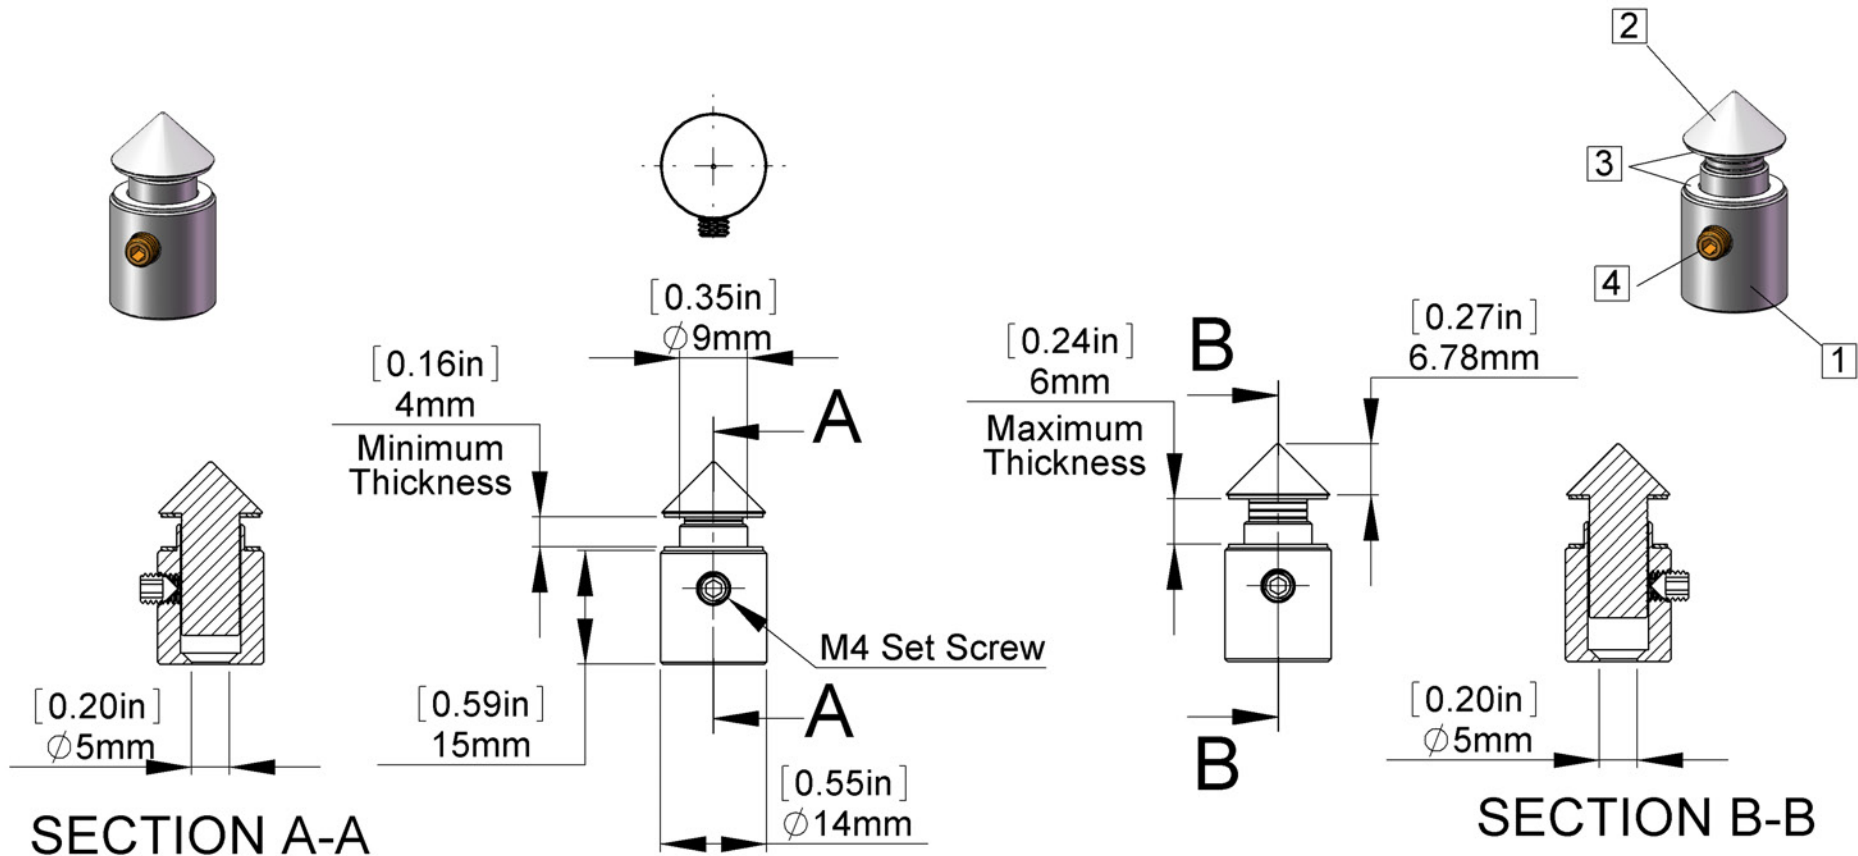 2
3
4
1
[0.35in]
∅9mm
[0.16in]
4mm
Minimum
Thickness
A
[0.24in]
6mm
Maximum
Thickness
B
[0.27in]
6.78mm
M4 Set Screw
[0.20in]
∅5mm
[0.59in]
15mm
A
[0.55in]
∅14mm
B
[0.20in]
∅5mm
SECTION A-A
SECTION B-B